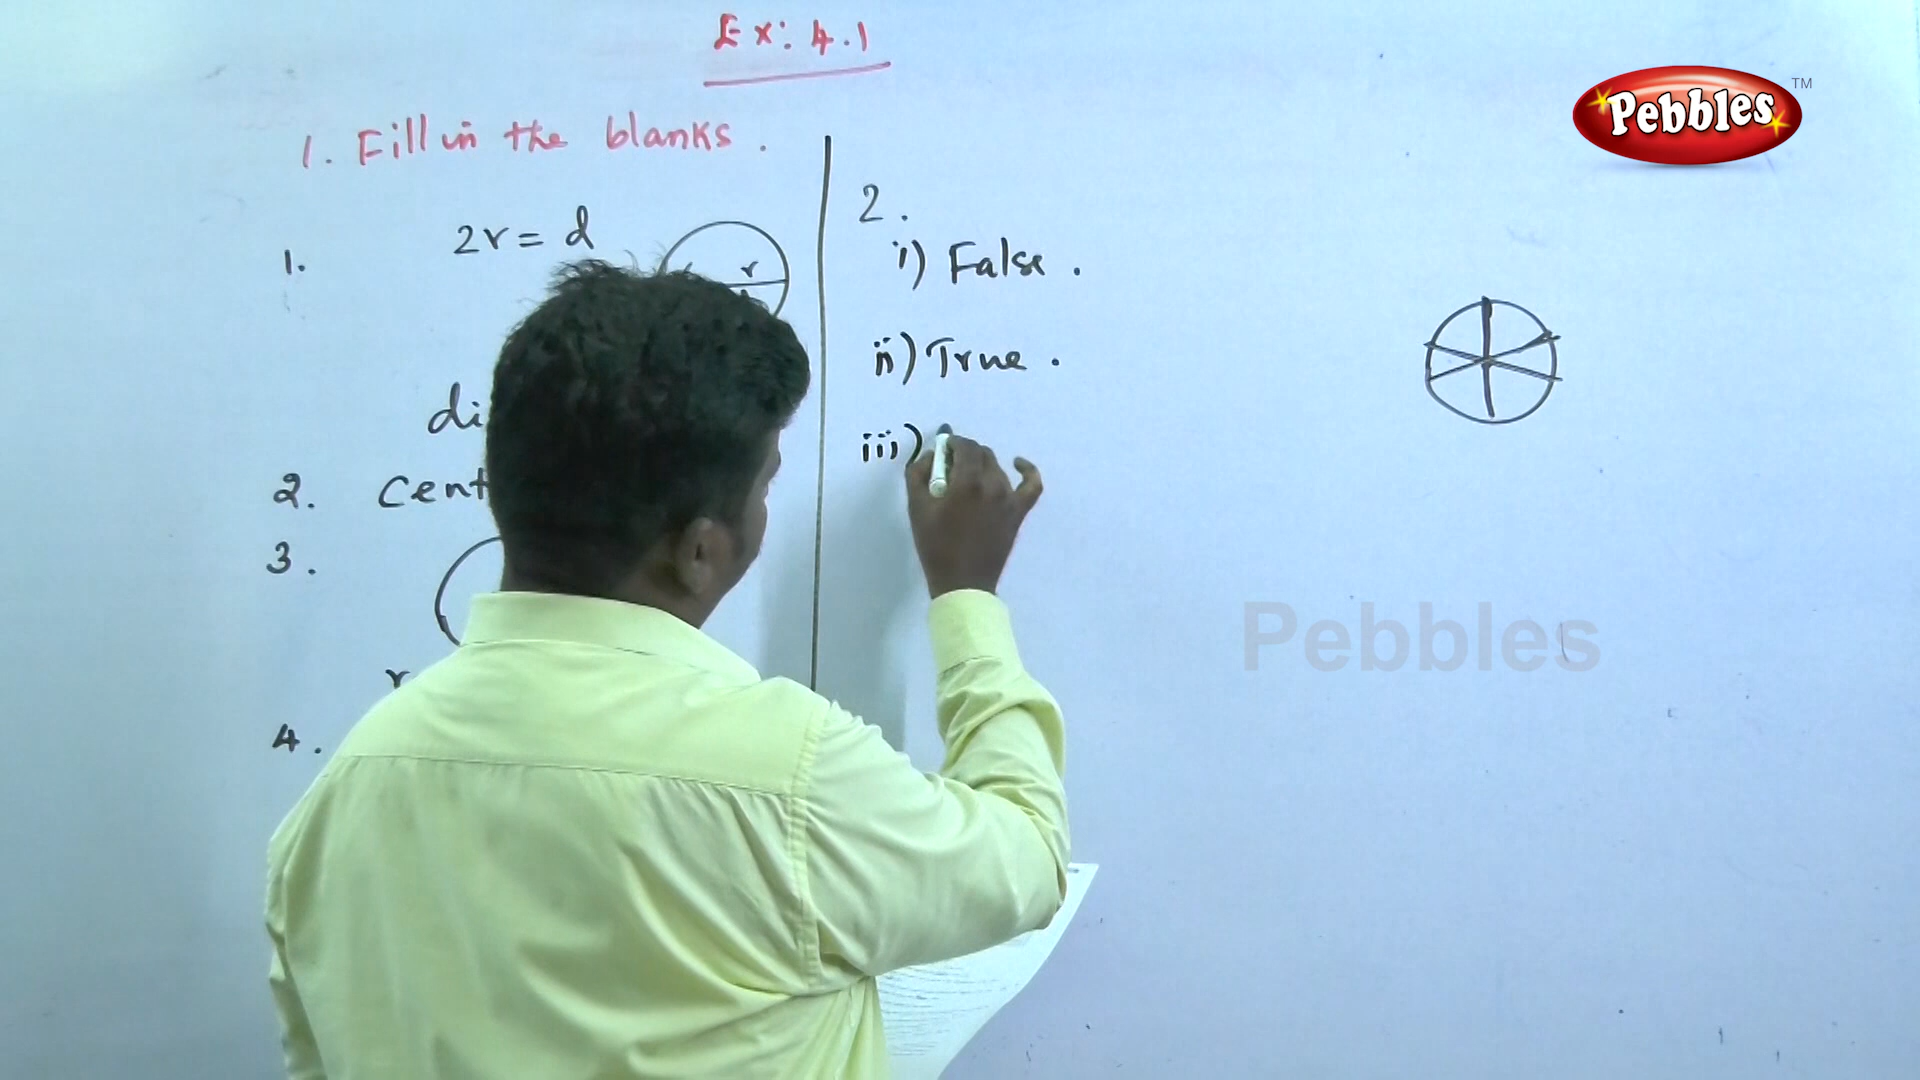 Ex: 4.1
Pebbles TM
1. Fill in the blanks.
1. 2r = d
r
2. cent
3.
4.
2.
i) False.
ii) True.
iii)
Pebbles